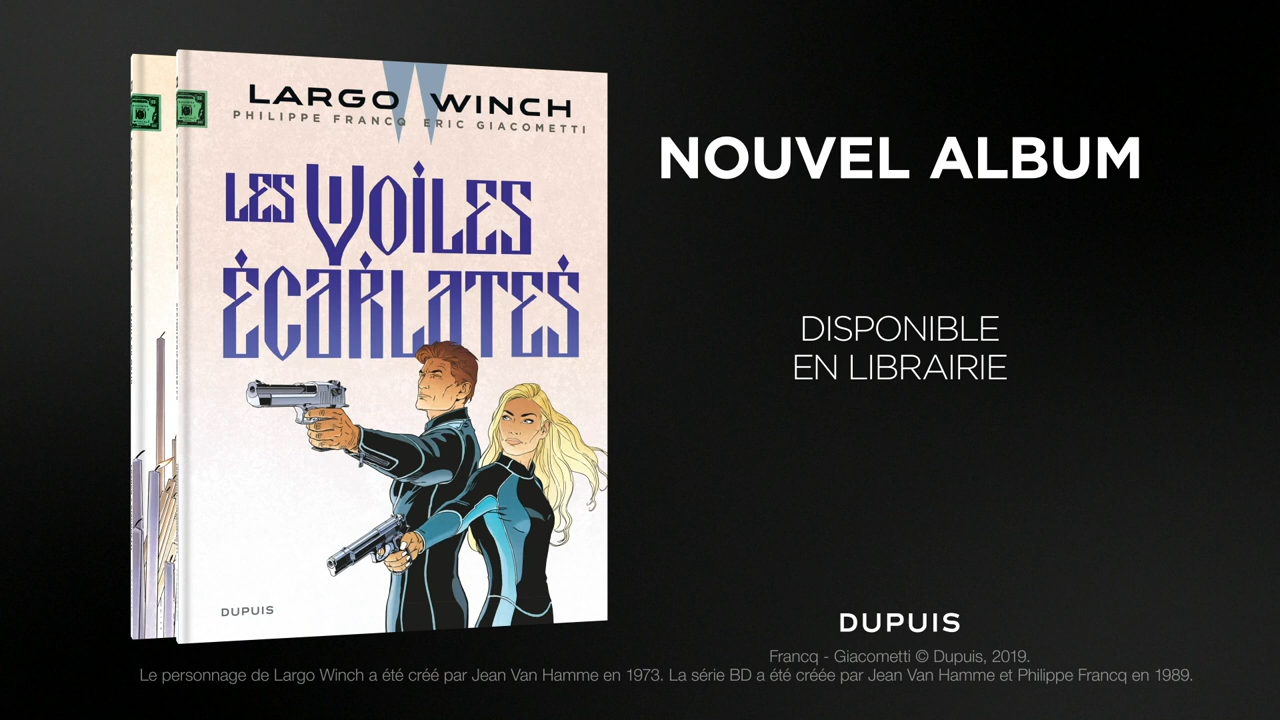 LARGO WINCH
PHILIPPE FRANCQ ERIC GIACOMETTI
LES VOILES
ÉCARLATES
DUPUIS
NOUVEL ALBUM
DISPONIBLE
EN LIBRAIRIE
DUPUIS
Francq - Giacometti © Dupuis, 2019.
Le personnage de Largo Winch a été créé par Jean Van Hamme en 1973. La série BD a été créée par Jean Van Hamme et Philippe Francq en 1989.